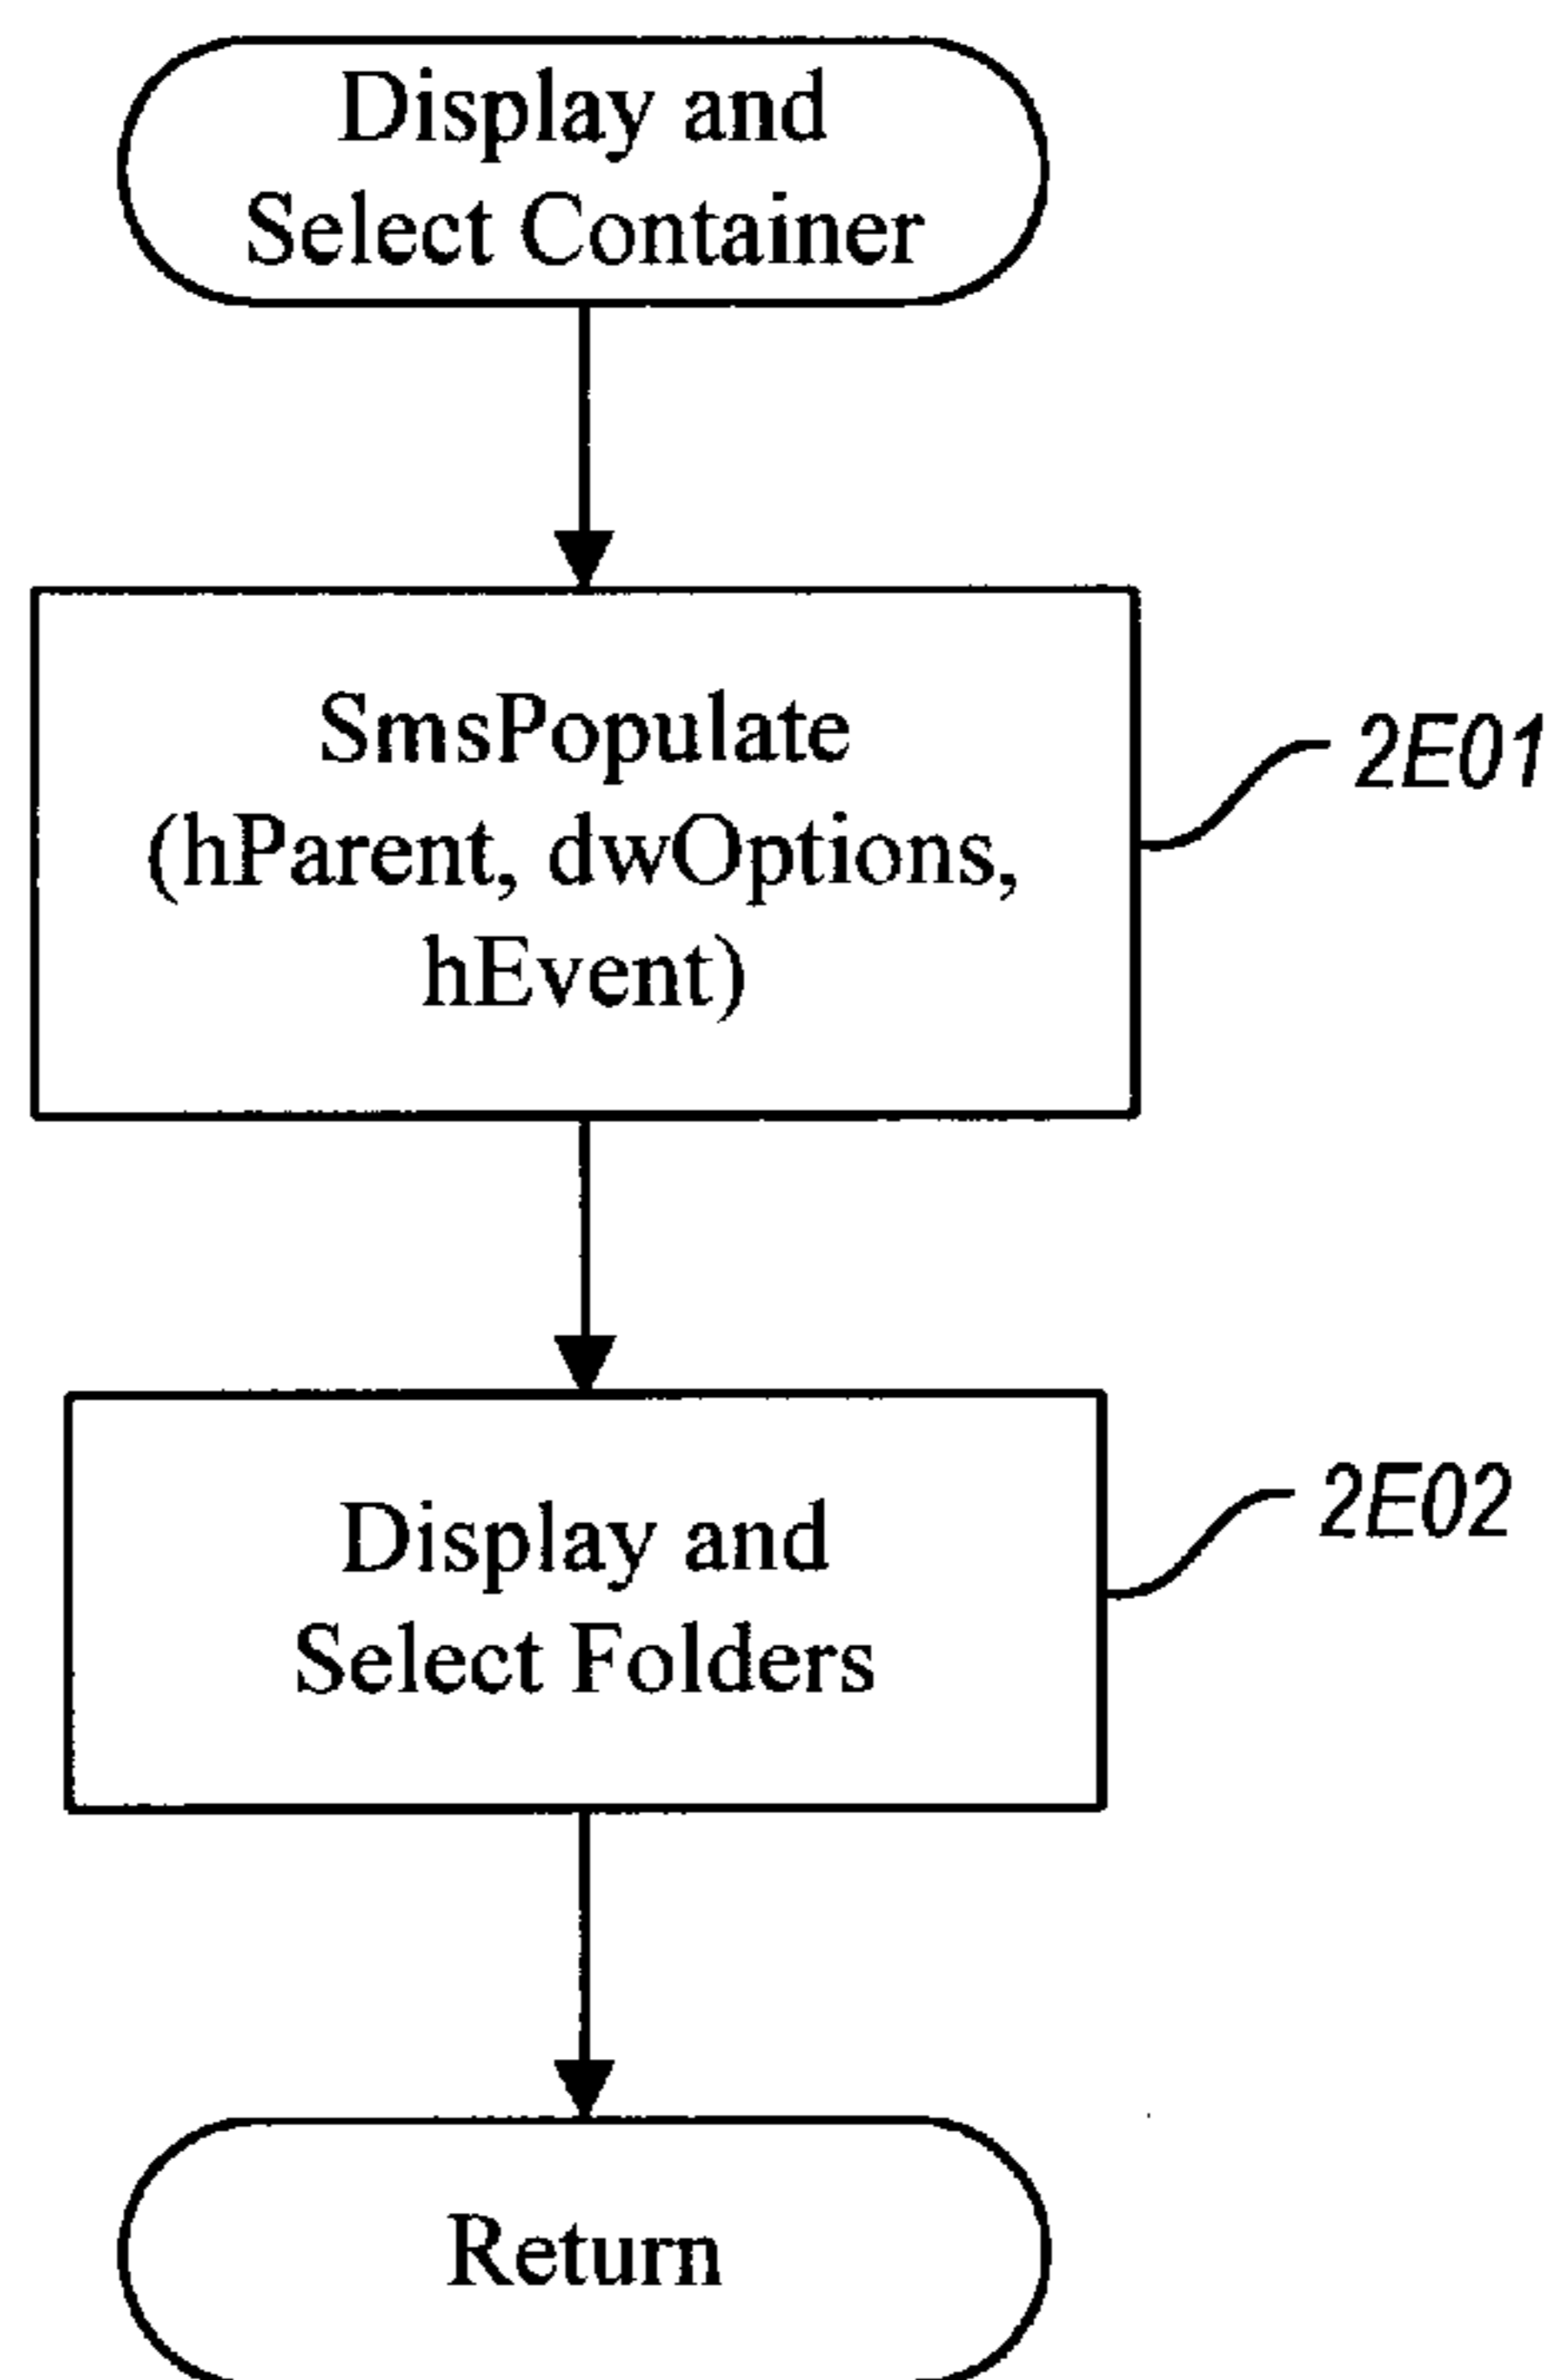 Display and
Select Container
SmsPopulate
(hParent, dwOptions,
hEvent)
2E01
Display and
Select Folders
2E02
Return